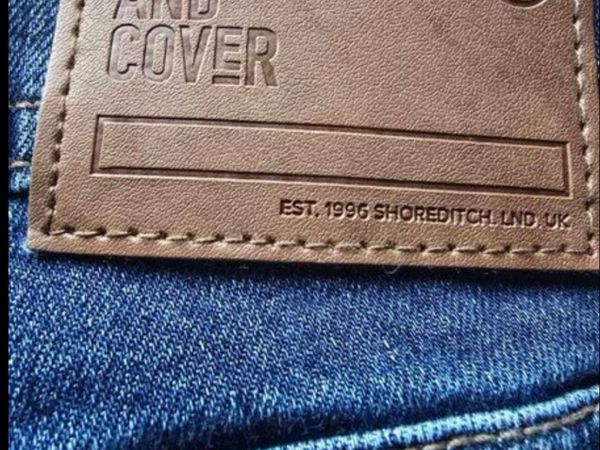 AND
COVER
EST. 1996 SHOREDITCH. LND. UK